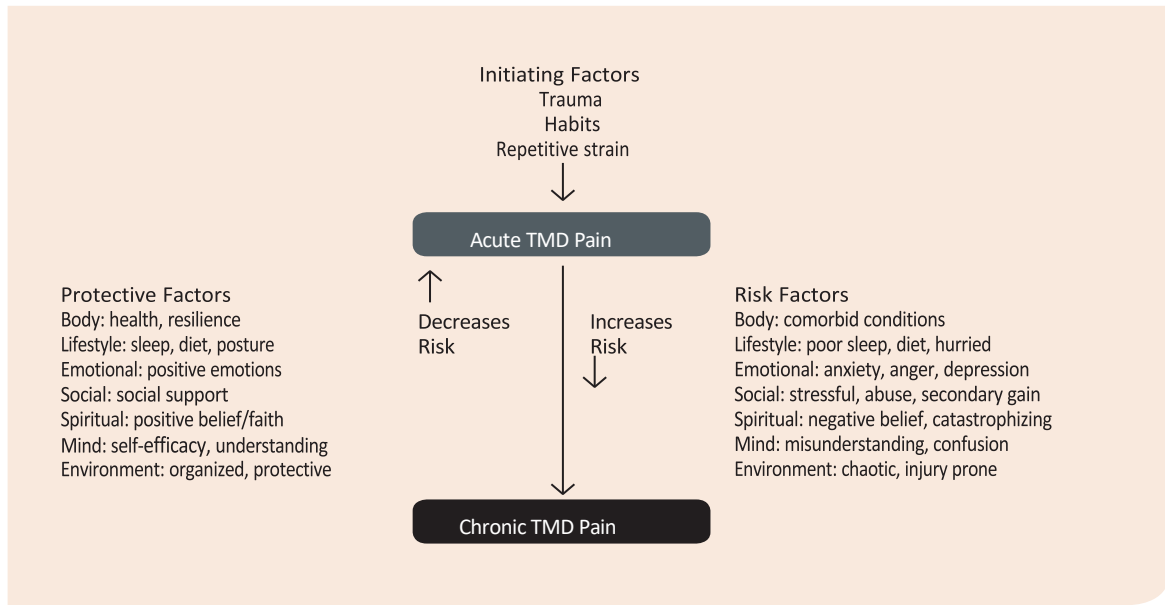 Initiating Factors
Trauma
Habits
Repetitive strain
Acute TMD Pain
Protective Factors
Body: health, resilience
Lifestyle: sleep, diet, posture
Emotional: positive emotions
Social: social support
Spiritual: positive belief/faith
Mind: self-efficacy, understanding
Environment: organized, protective
Decreases
Risk
Increases
Risk
Risk Factors
Body: comorbid conditions
Lifestyle: poor sleep, diet, hurried
Emotional: anxiety, anger, depression
Social: stressful, abuse, secondary gain
Spiritual: negative belief, catastrophizing
Mind: misunderstanding, confusion
Environment: chaotic, injury prone
Chronic TMD Pain